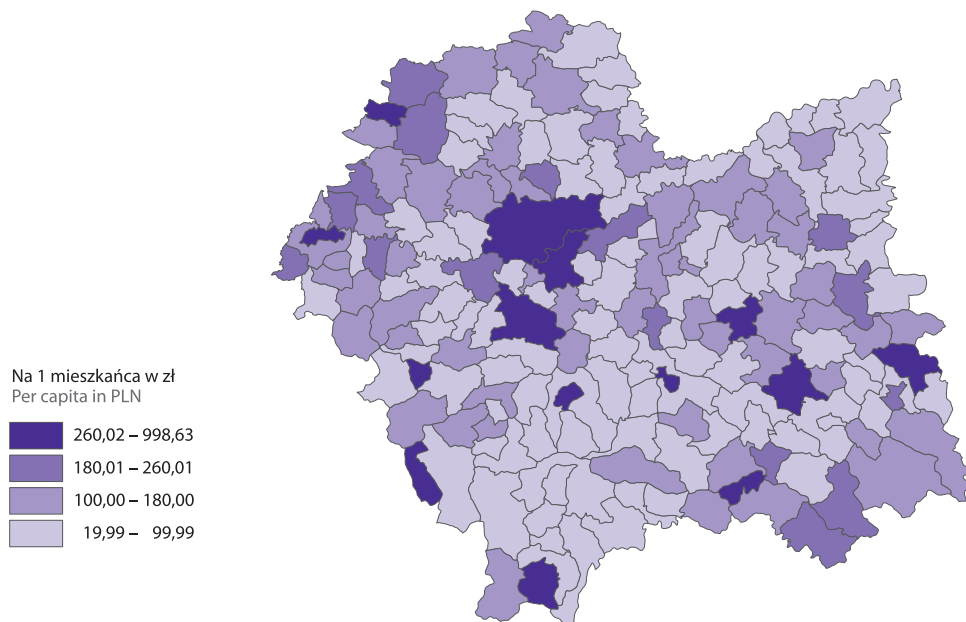 Na 1 mieszkańca w zł
Per capita in PLN
260,02 – 998,63
180,01 – 260,01
100,00 – 180,00
19,99 – 99,99